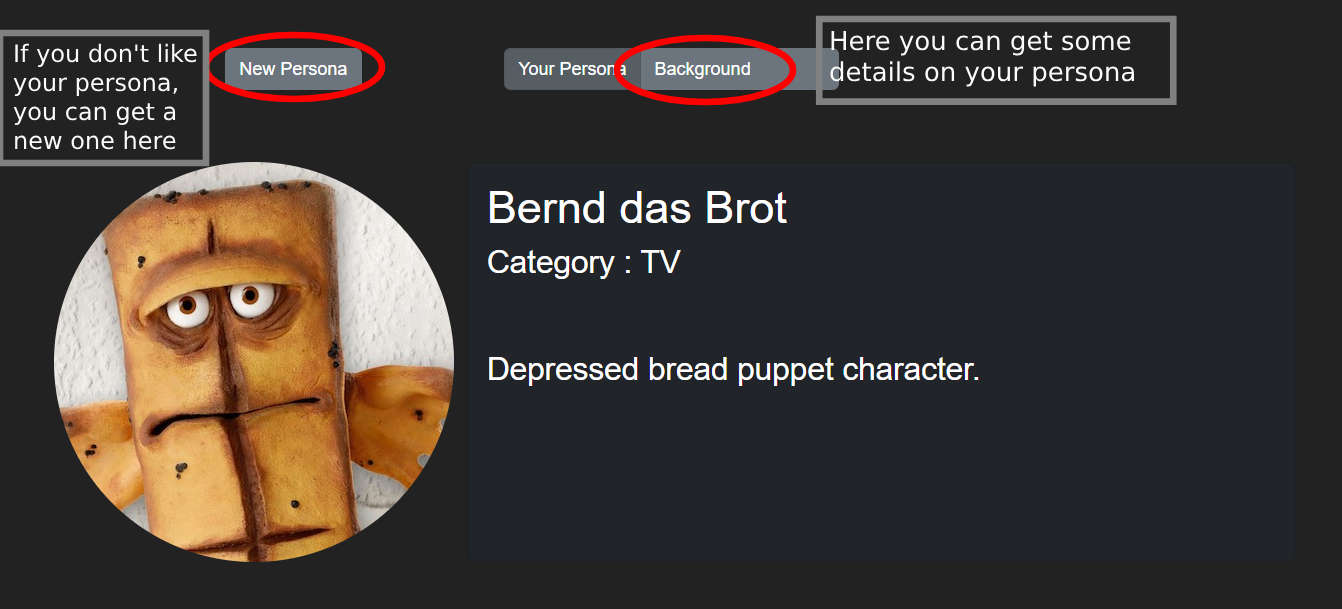 If you don't like
your persona,
you can get a
new one here
New Persona
Your Persona
Background
Here you can get some
details on your persona
Bernd das Brot
Category : TV
Depressed bread puppet character.